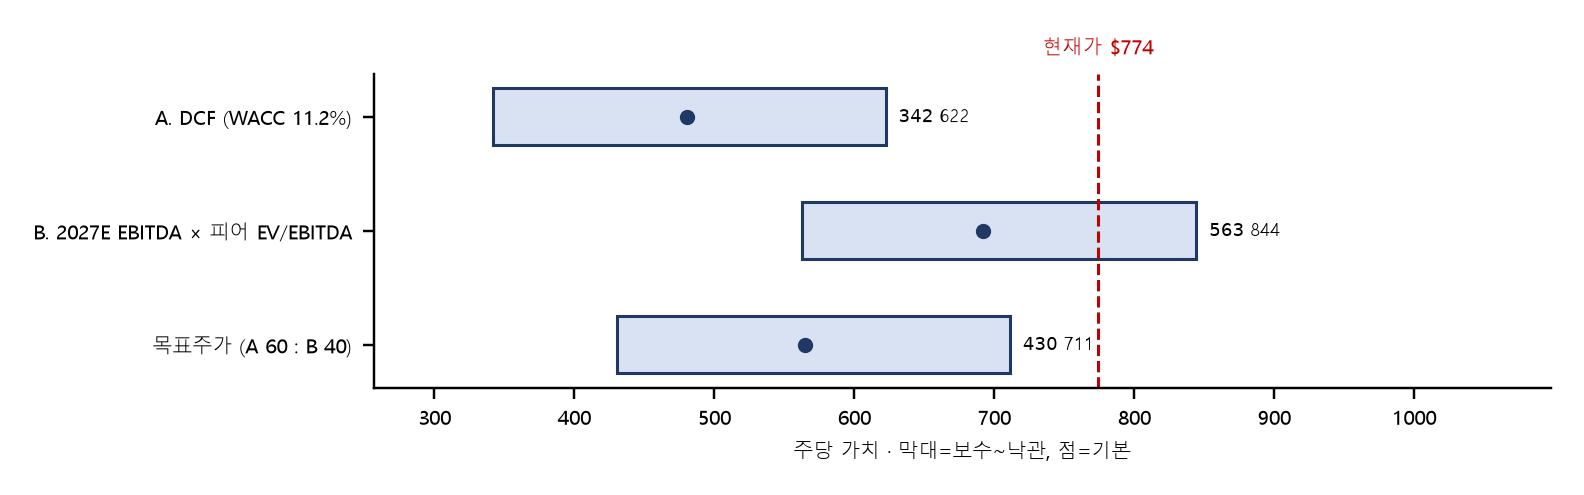 현재가 $774
A. DCF (WACC 11.2%)
342 622
B. 2027E EBITDA × 피어 EV/EBITDA
563 844
목표주가 (A 60 : B 40)
430 711
300 400 500 600 700 800 900 1000
주당 가치 · 막대=보수~낙관, 점=기본